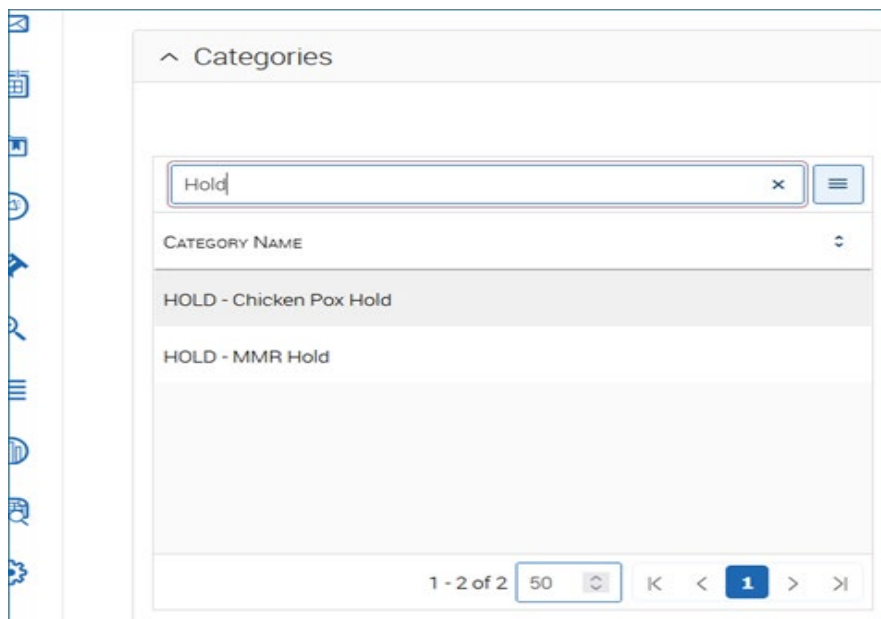 Categories
Hold
CATEGORY NAME
HOLD - Chicken Pox Hold
HOLD - MMR Hold
1 - 2 of 2 50 1